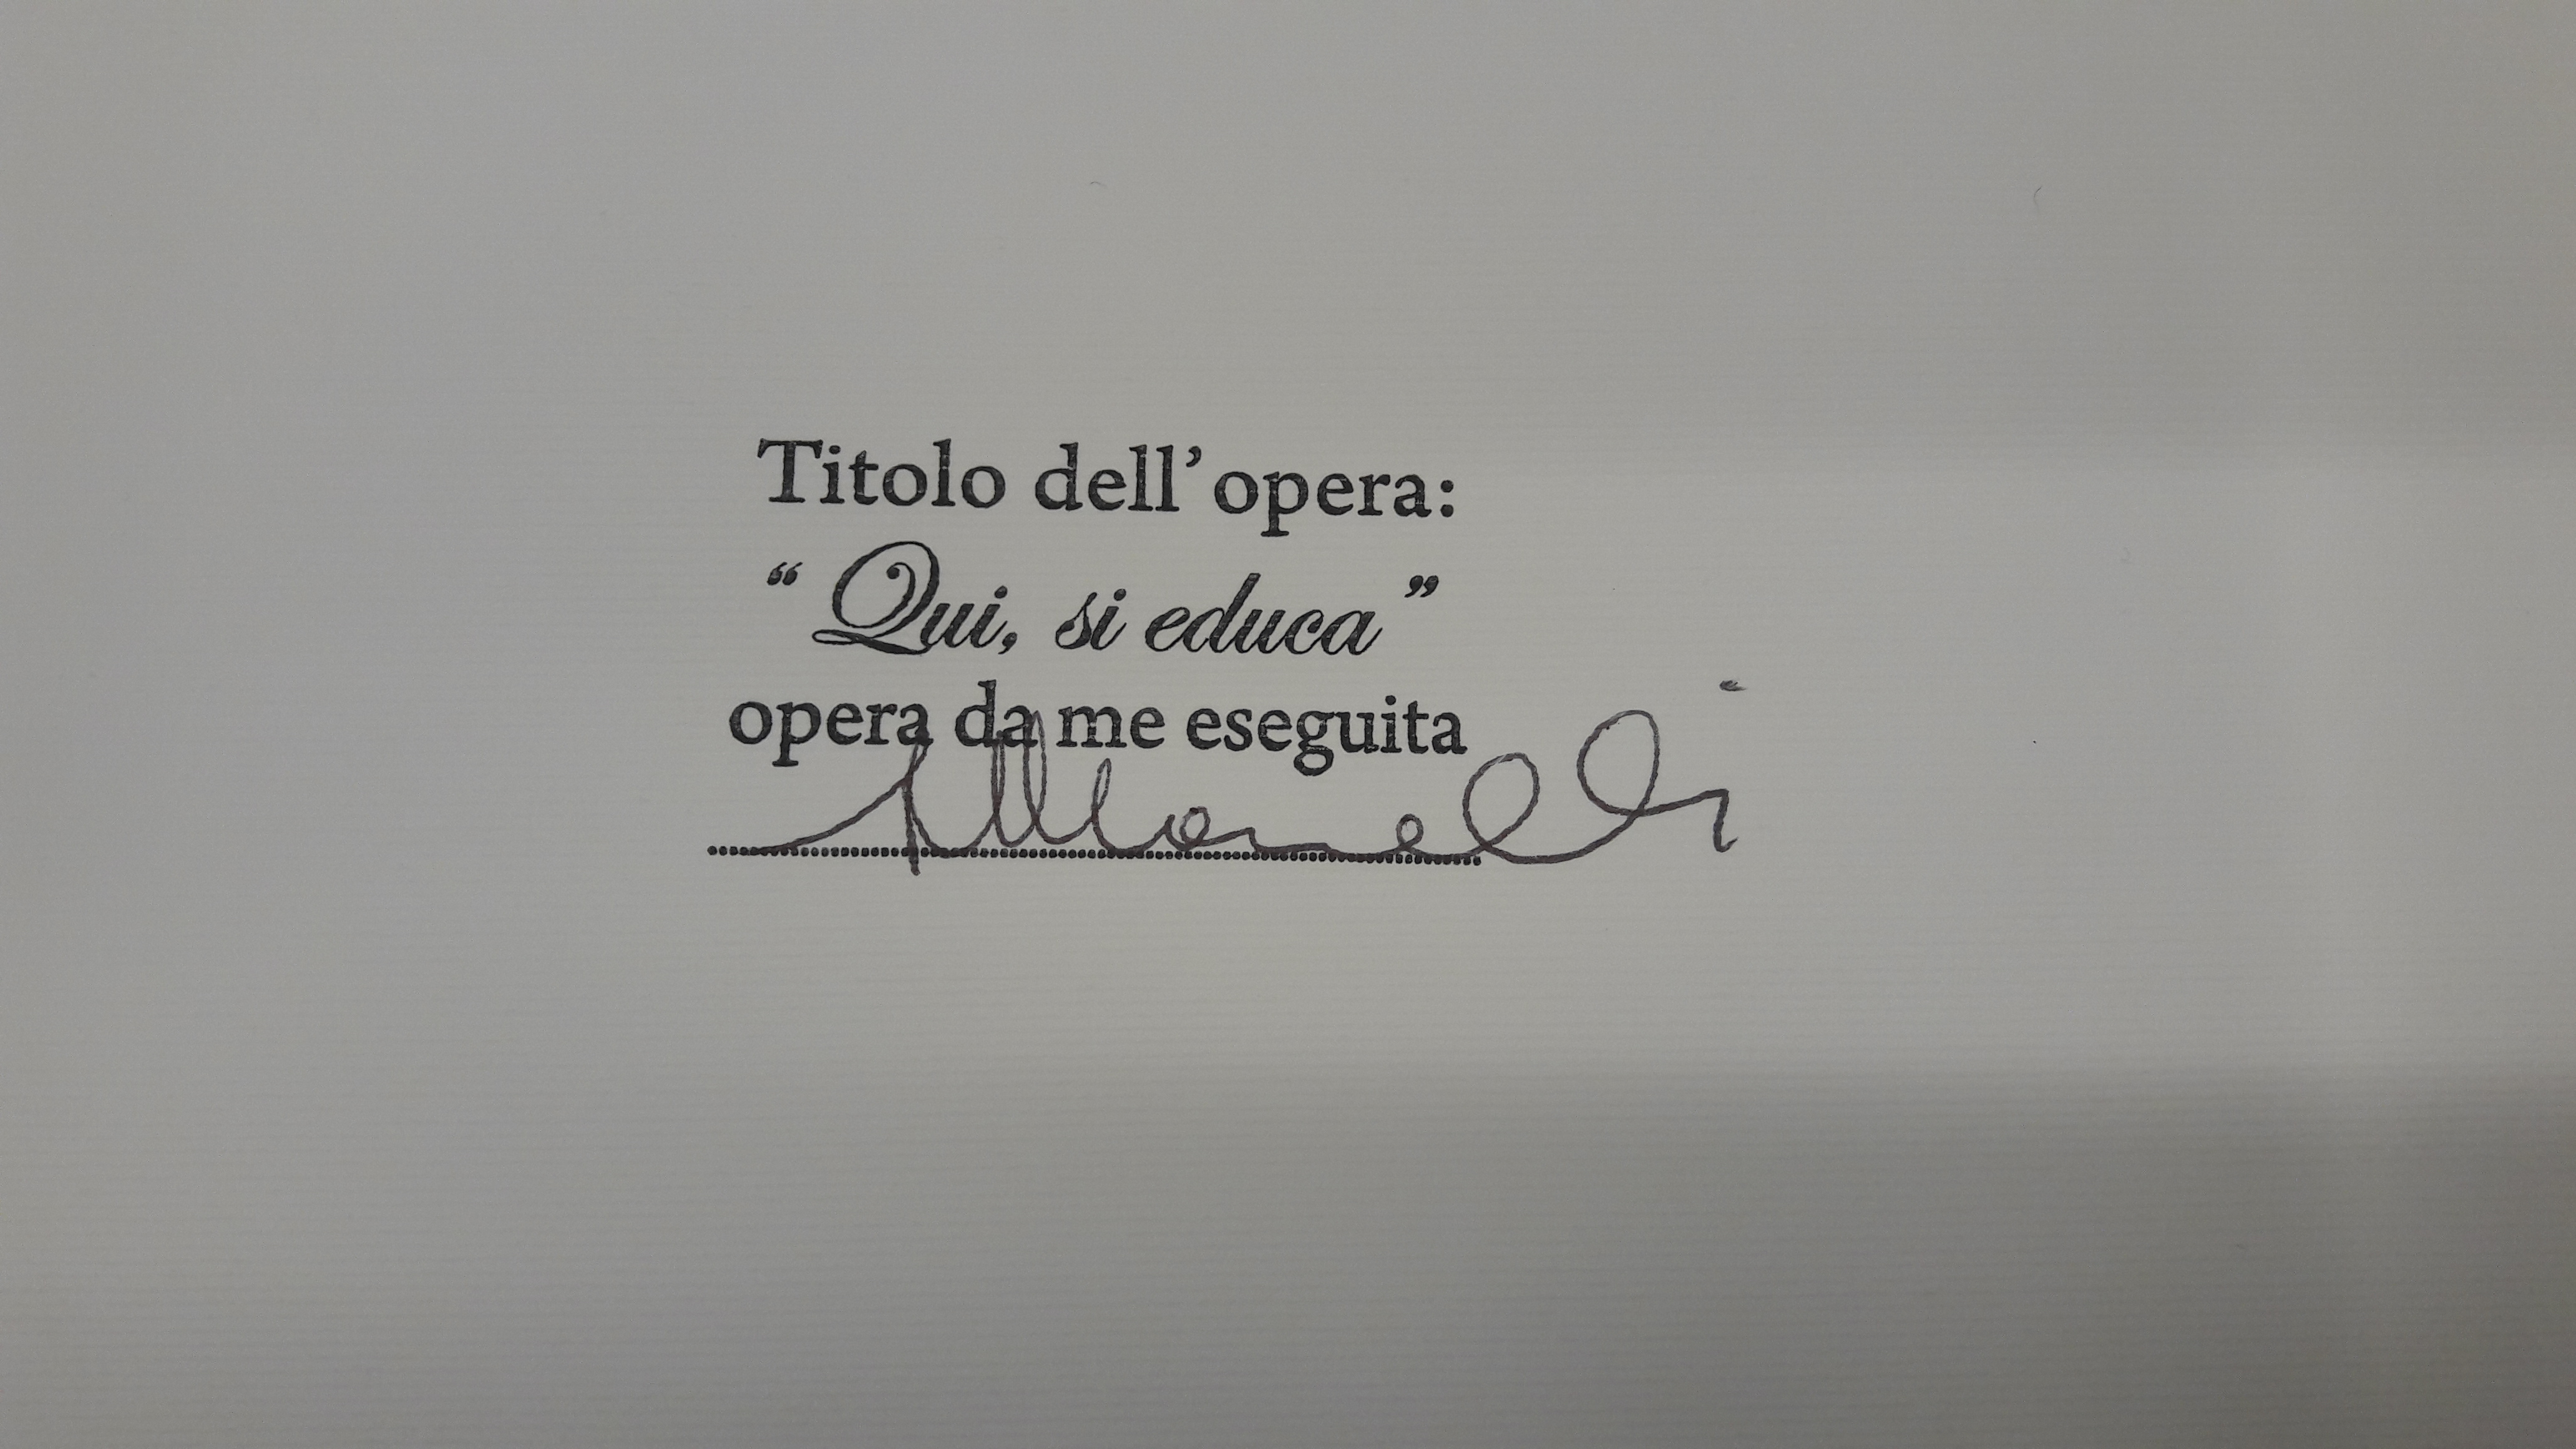 Titolo dell'opera:
“ Qui, si educa ”
opera da me eseguita